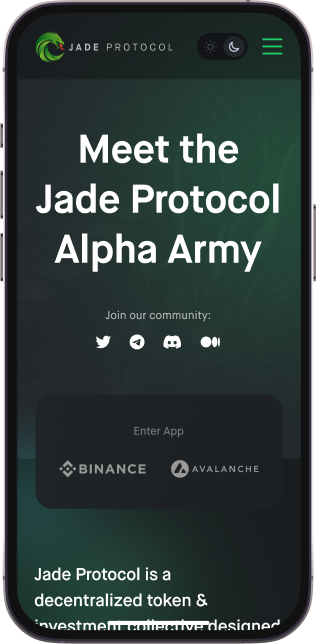 JADE PROTOCOL
Meet the
Jade Protocol
Alpha Army
Join our community:
Enter App
BINANCE
AVALANCHE
Jade Protocol is a
decentralized token &
investment collective designed